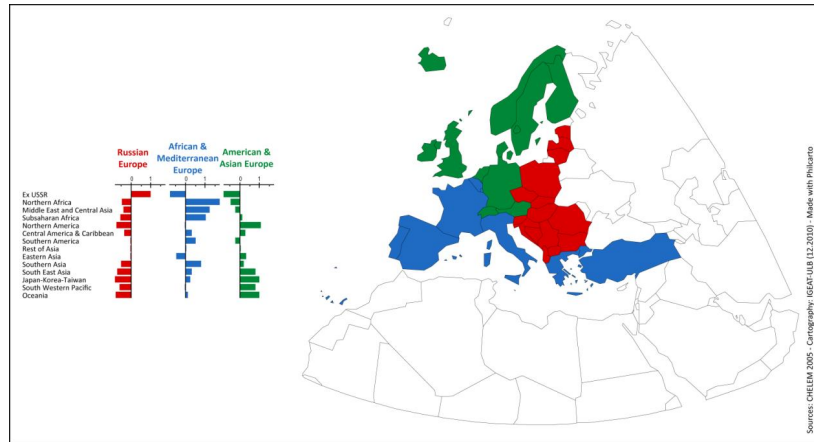 Russian
Europe
African &
Mediterranean
Europe
American &
Asian Europe
0 1
0 1
0 1
Ex USSR
Northern Africa
Middle East and Central Asia
Subsaharan Africa
Northern America
Central America & Caribbean
Southern America
Rest of Asia
Eastern Asia
Southern Asia
South East Asia
Japan-Korea-Taiwan
South Western Pacific
Oceania
Sources: CHELEM 2005 - Cartography: IGEAT-ULB (12.2010) - Made with Philcarto